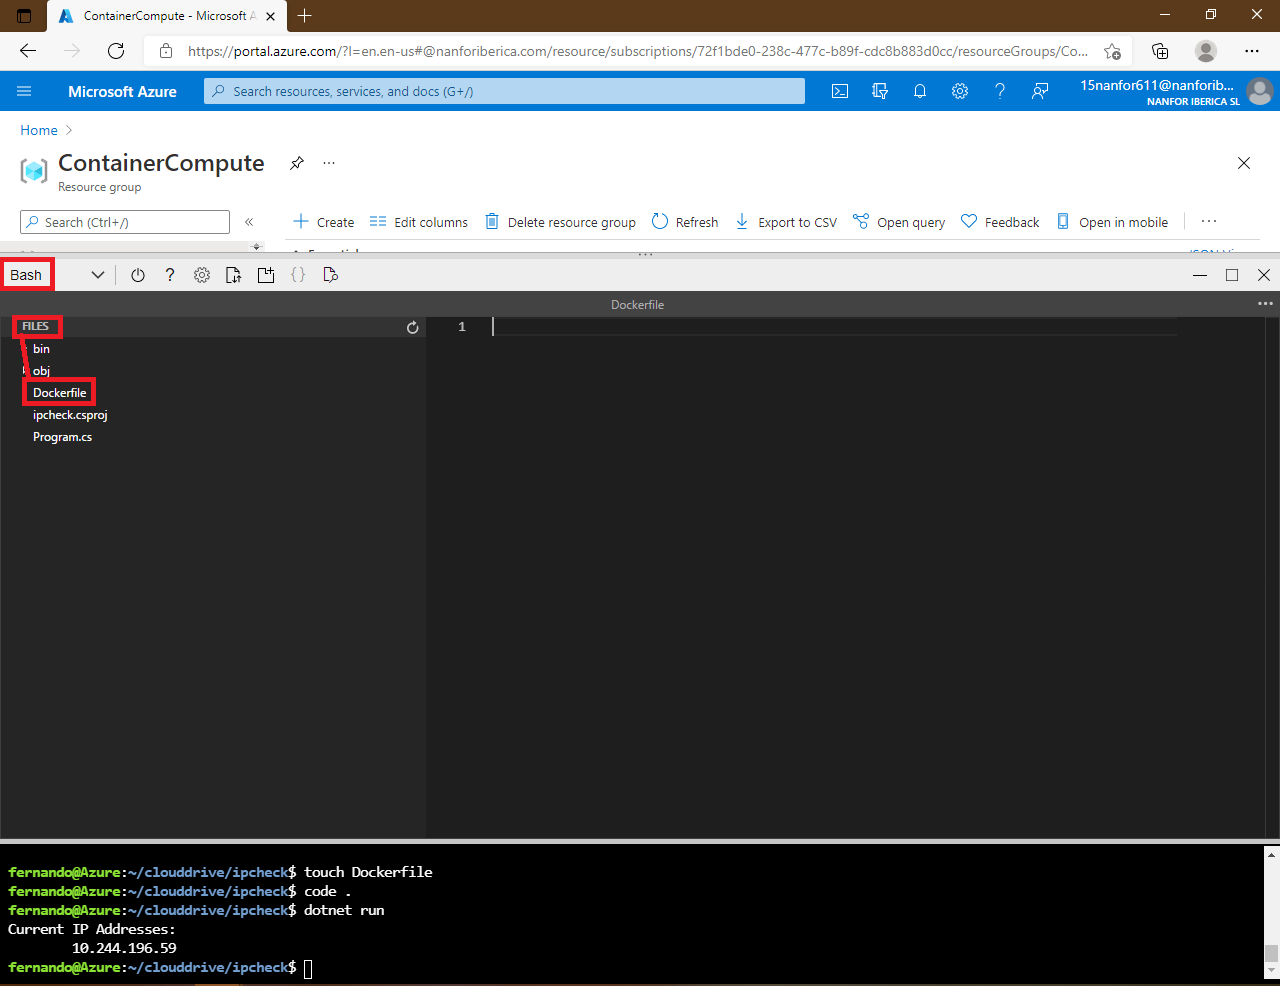 ContainerCompute - Microsoft A
https://portal.azure.com/?l=en.en-us#@nanforiberica.com/resource/subscriptions/72f1bde0-238c-477c-b89f-cdc8b883d0cc/resourceGroups/Co...
Microsoft Azure
Search resources, services, and docs (G+/)
15nanfor611@nanforib...
NANFOR IBERICA SL
Home
ContainerCompute
Resource group
Search (Ctrl+/)
Create
Edit columns
Delete resource group
Refresh
Export to CSV
Open query
Feedback
Open in mobile
Bash
Dockerfile
FILES
1
bin
obj
Dockerfile
ipcheck.csproj
Program.cs
fernando@Azure:~/clouddrive/ipcheck$ touch Dockerfile
fernando@Azure:~/clouddrive/ipcheck$ code .
fernando@Azure:~/clouddrive/ipcheck$ dotnet run
Current IP Addresses:
10.244.196.59
fernando@Azure:~/clouddrive/ipcheck$